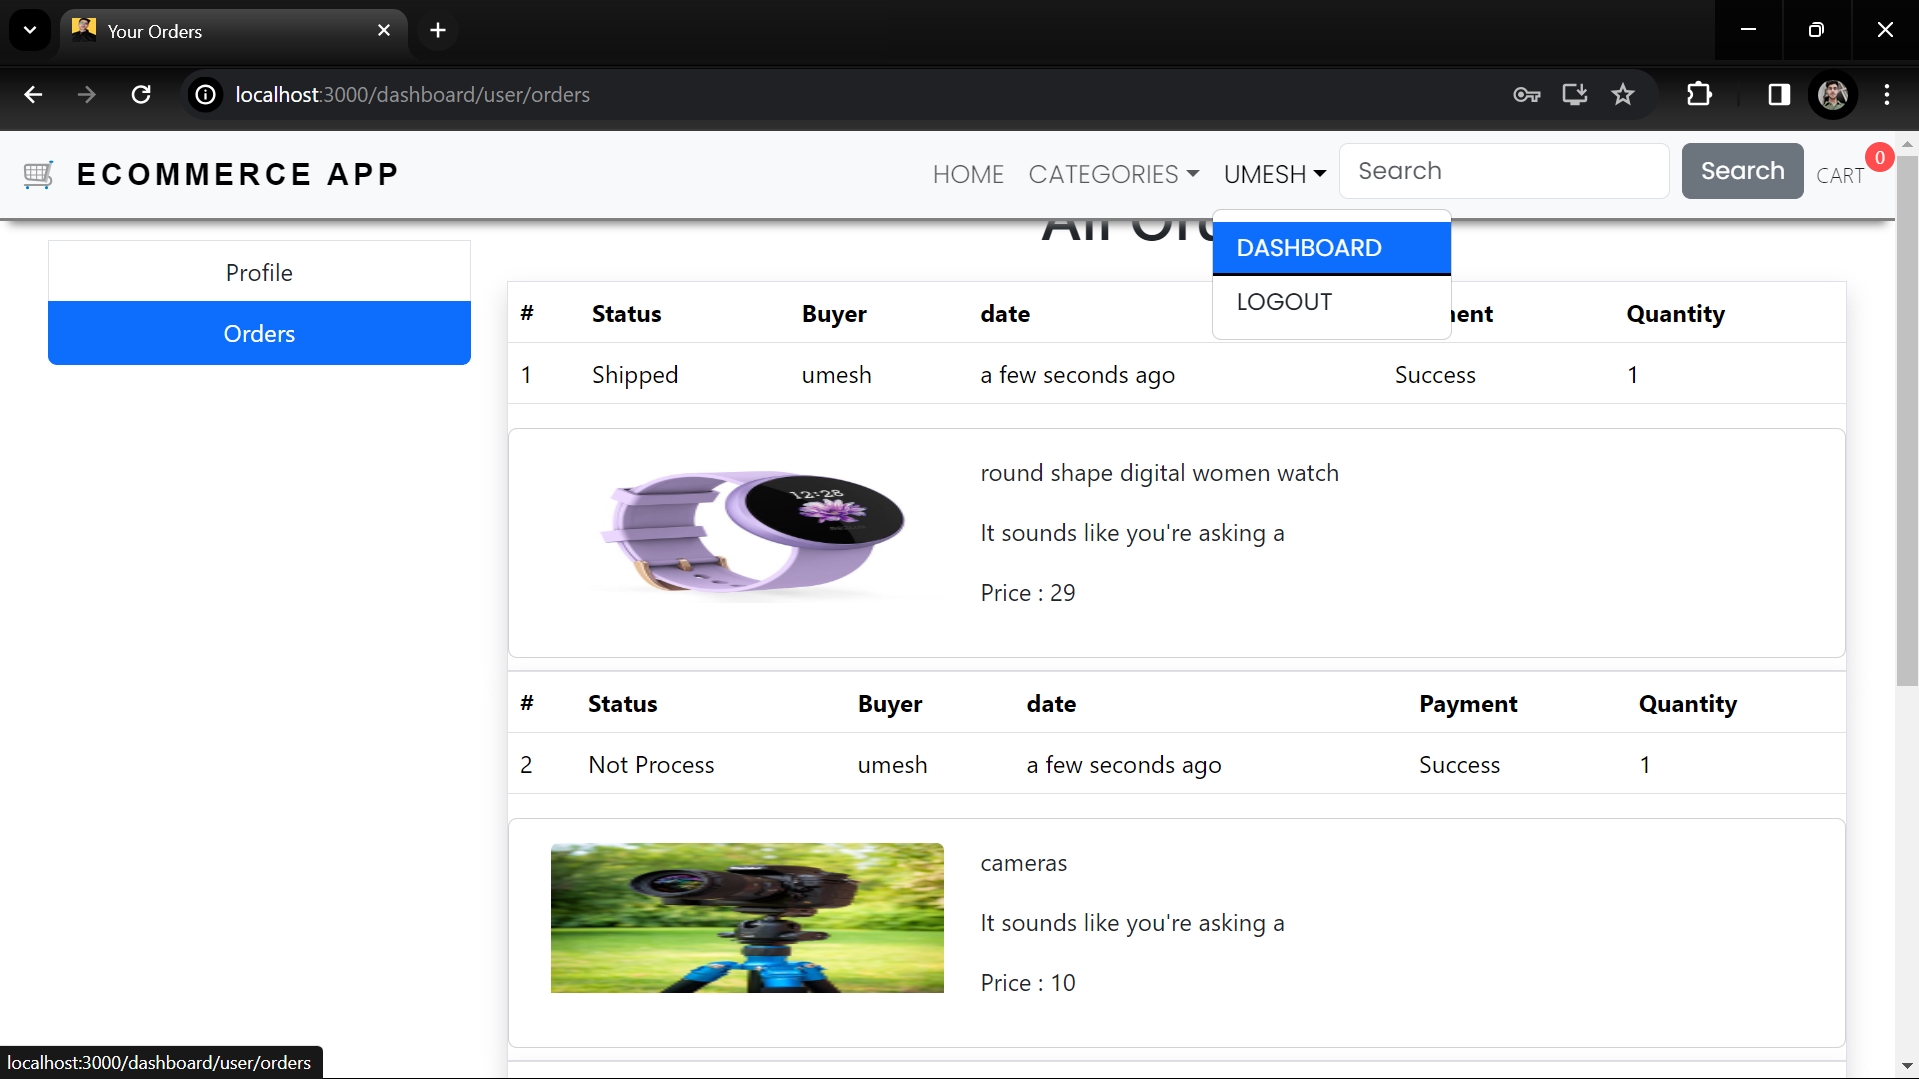 Your Orders
localhost:3000/dashboard/user/orders
ECOMMERCE APP
HOME CATEGORIES UMESH Search Search CART 0
DASHBOARD
LOGOUT
Profile
Orders
All
# Status Buyer date Quantity
1 Shipped umesh a few seconds ago Success 1
12:28
round shape digital women watch
It sounds like you're asking a
Price : 29
# Status Buyer date Payment Quantity
2 Not Process umesh a few seconds ago Success 1
cameras
It sounds like you're asking a
Price : 10
localhost:3000/dashboard/user/orders